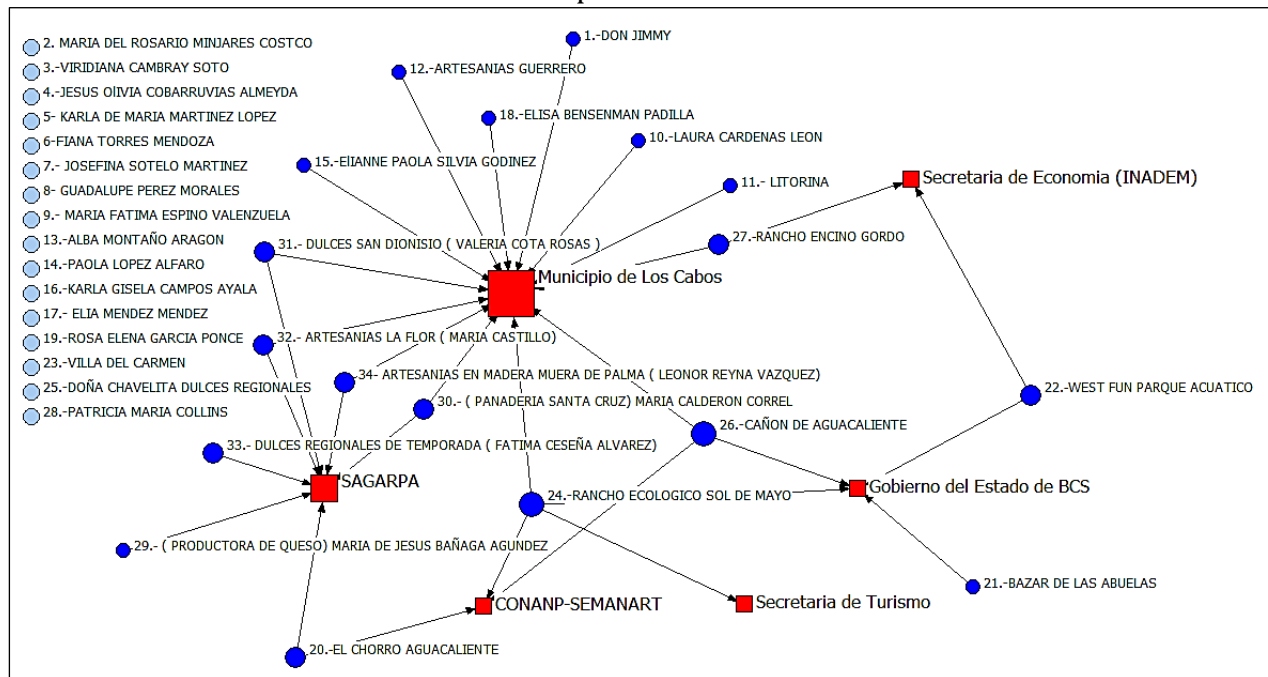 2. MARIA DEL ROSARIO MINJARES COSTCO
3.-VIRIDIANA CAMBRAY SOTO
4.-JESUS OlIVIA COBARRUVIAS ALMEYDA
5- KARLA DE MARIA MARTINEZ LOPEZ
6-FIANA TORRES MENDOZA
7.- JOSEFINA SOTELO MARTINEZ
8- GUADALUPE PEREZ MORALES
9.- MARIA FATIMA ESPINO VALENZUELA
13.-ALBA MONTAÑO ARAGON
14.-PAOLA LOPEZ ALFARO
16.-KARLA GISELA CAMPOS AYALA
17.- ELIA MENDEZ MENDEZ
19.-ROSA ELENA GARCIA PONCE
23.-VILLA DEL CARMEN
25.-DOÑA CHAVELITA DULCES REGIONALES
28.-PATRICIA MARIA COLLINS
1.-DON JIMMY
12.-ARTESANIAS GUERRERO
18.-ELISA BENSENMAN PADILLA
10.-LAURA CARDENAS LEON
15.-ElIANNE PAOLA SILVIA GODINEZ
11.- LITORINA
Secretaria de Economia (INADEM)
27.-RANCHO ENCINO GORDO
31.- DULCES SAN DIONISIO ( VALERIA COTA ROSAS )
Municipio de Los Cabos
32.- ARTESANIAS LA FLOR ( MARIA CASTILLO)
34- ARTESANIAS EN MADERA MUERA DE PALMA ( LEONOR REYNA VAZQUEZ)
22.-WEST FUN PARQUE ACUATICO
30.- ( PANADERIA SANTA CRUZ) MARIA CALDERON CORREL
26.-CAÑON DE AGUACALIENTE
33.- DULCES REGIONALES DE TEMPORADA ( FATIMA CESEÑA ALVAREZ)
SAGARPA
Gobierno del Estado de BCS
24.-RANCHO ECOLOGICO SOL DE MAYO
29.- ( PRODUCTORA DE QUESO) MARIA DE JESUS BAÑAGA AGUNDEZ
21.-BAZAR DE LAS ABUELAS
CONANP-SEMANART
Secretaria de Turismo
20.-EL CHORRO AGUACALIENTE